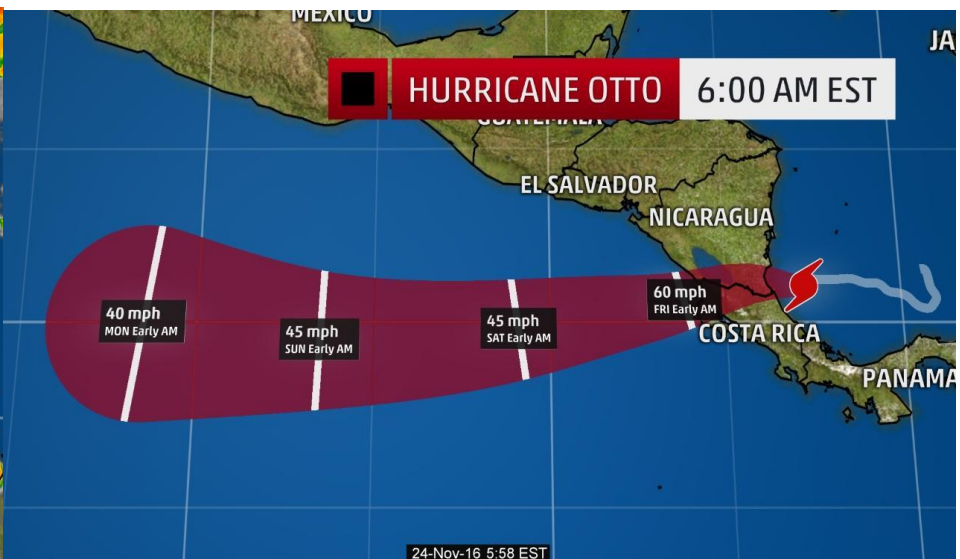 MEXICO
JA
HURRICANE OTTO
6:00 AM EST
GUATEMALA
EL SALVADOR
NICARAGUA
60 mph
FRI Early AM
40 mph
MON Early AM
45 mph
SUN Early AM
45 mph
SAT Early AM
COSTA RICA
PANAMA
24-Nov-16 5:58 EST